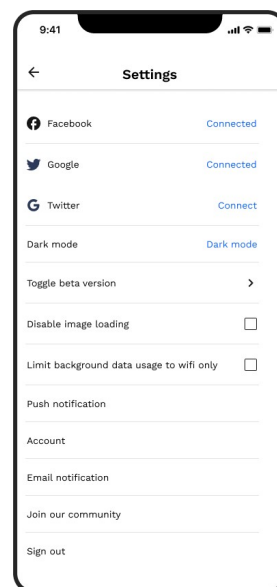 9:41
Settings
Facebook Connected
Google Connected
Twitter Connect
Dark mode Dark mode
Toggle beta version
Disable image loading
Limit background data usage to wifi only
Push notification
Account
Email notification
Join our community
Sign out